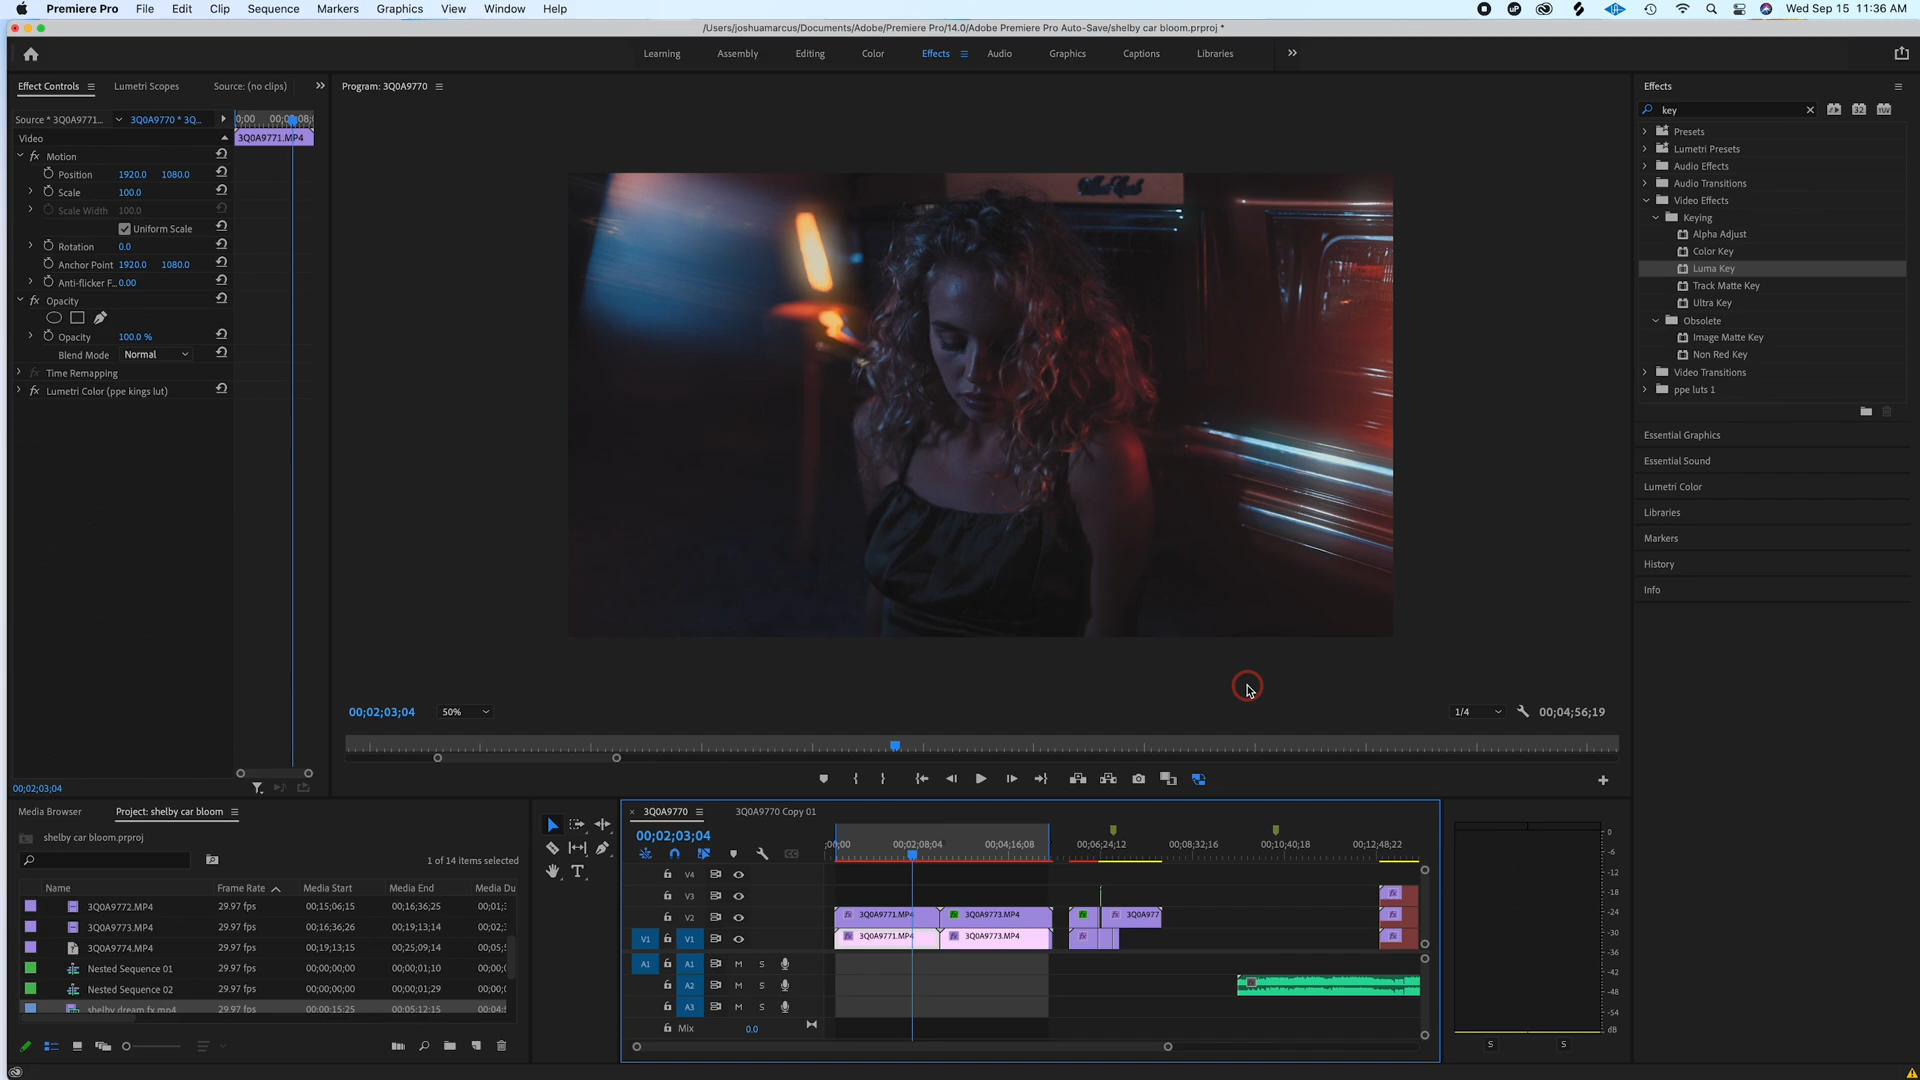 Premiere Pro File Edit Clip Sequence Markers Graphics View Window Help Wed Sep 15 11:36 AM
/Users/joshuamarcus/Documents/Adobe/Premiere Pro/14.0/Adobe Premiere Pro Auto-Save/shelby car bloom.prproj *
Learning Assembly Editing Color Effects Audio Graphics Captions Libraries
Effect Controls Lumetri Scopes Source: (no clips) Program: 3Q0A9770 Effects
Source * 3Q0A9771... 3Q0A9770 * 3Q...
key
Video
3Q0A9771.MP4
Motion
Position 1920.0 1080.0
Scale 100.0
Scale Width 100.0
Uniform Scale
Rotation 0.0
Anchor Point 1920.0 1080.0
Anti-flicker F... 0.00
Opacity
Opacity 100.0 %
Blend Mode Normal
Time Remapping
Lumetri Color (ppe kings lut)
Presets
Lumetri Presets
Audio Effects
Audio Transitions
Video Effects
Keying
Alpha Adjust
Color Key
Luma Key
Track Matte Key
Ultra Key
Obsolete
Image Matte Key
Non Red Key
Video Transitions
ppe luts 1
Essential Graphics
Essential Sound
Lumetri Color
Libraries
Markers
History
Info
00;02;03;04 50% 1/4 00;04;56;19
00;02;03;04
Media Browser Project: shelby car bloom
shelby car bloom.prproj
1 of 14 items selected
Name Frame Rate Media Start Media End Media Du
3Q0A9772.MP4 29.97 fps 00;15;06;15 00;16;36;25 00;01;
3Q0A9773.MP4 29.97 fps 00;16;36;26 00;19;13;14 00;02;
3Q0A9774.MP4 29.97 fps 00;19;13;15 00;25;09;14 00;05;
Nested Sequence 01 29.97 fps 00;00;00;00 00;00;01;10 00;00;
Nested Sequence 02 29.97 fps 00;00;00;00 00;00;01;29 00;00;
shelby dream fx.mp4 29.97 fps 00:00:15:25 00:05:12:15 00:04:
3Q0A9770 3Q0A9770 Copy 01
00;02;03;04
;00;00 00;02;08;04 00;04;16;08 00;06;24;12 00;08;32;16 00;10;40;18 00;12;48;22
V4
V3
V2 3Q0A9771.MP4 3Q0A9773.MP4 3Q0A977
V1 V1 3Q0A9771.MP4 3Q0A9773.MP4
A1 A1 M S
A2 M S
A3 M S
Mix 0.0
0
-6
-12
-18
-24
-30
-36
-42
-48
-54
dB
S S